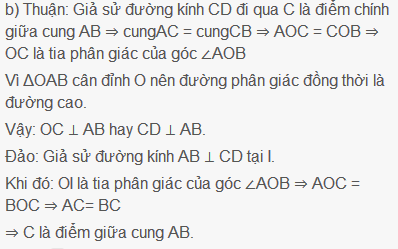 b) Thuận: Giả sử đường kính CD đi qua C là điểm chính
giữa cung AB ⇒ cungAC = cungCB ⇒ AOC = COB ⇒
OC là tia phân giác của góc ∠AOB
Vì ΔOAB cân đỉnh O nên đường phân giác đồng thời là
đường cao.
Vậy: OC ⊥ AB hay CD ⊥ AB.
Đảo: Giả sử đường kính AB ⊥ CD tại I.
Khi đó: OI là tia phân giác của góc ∠AOB ⇒ AOC =
BOC ⇒ AC= BC
⇒ C là điểm giữa cung AB.